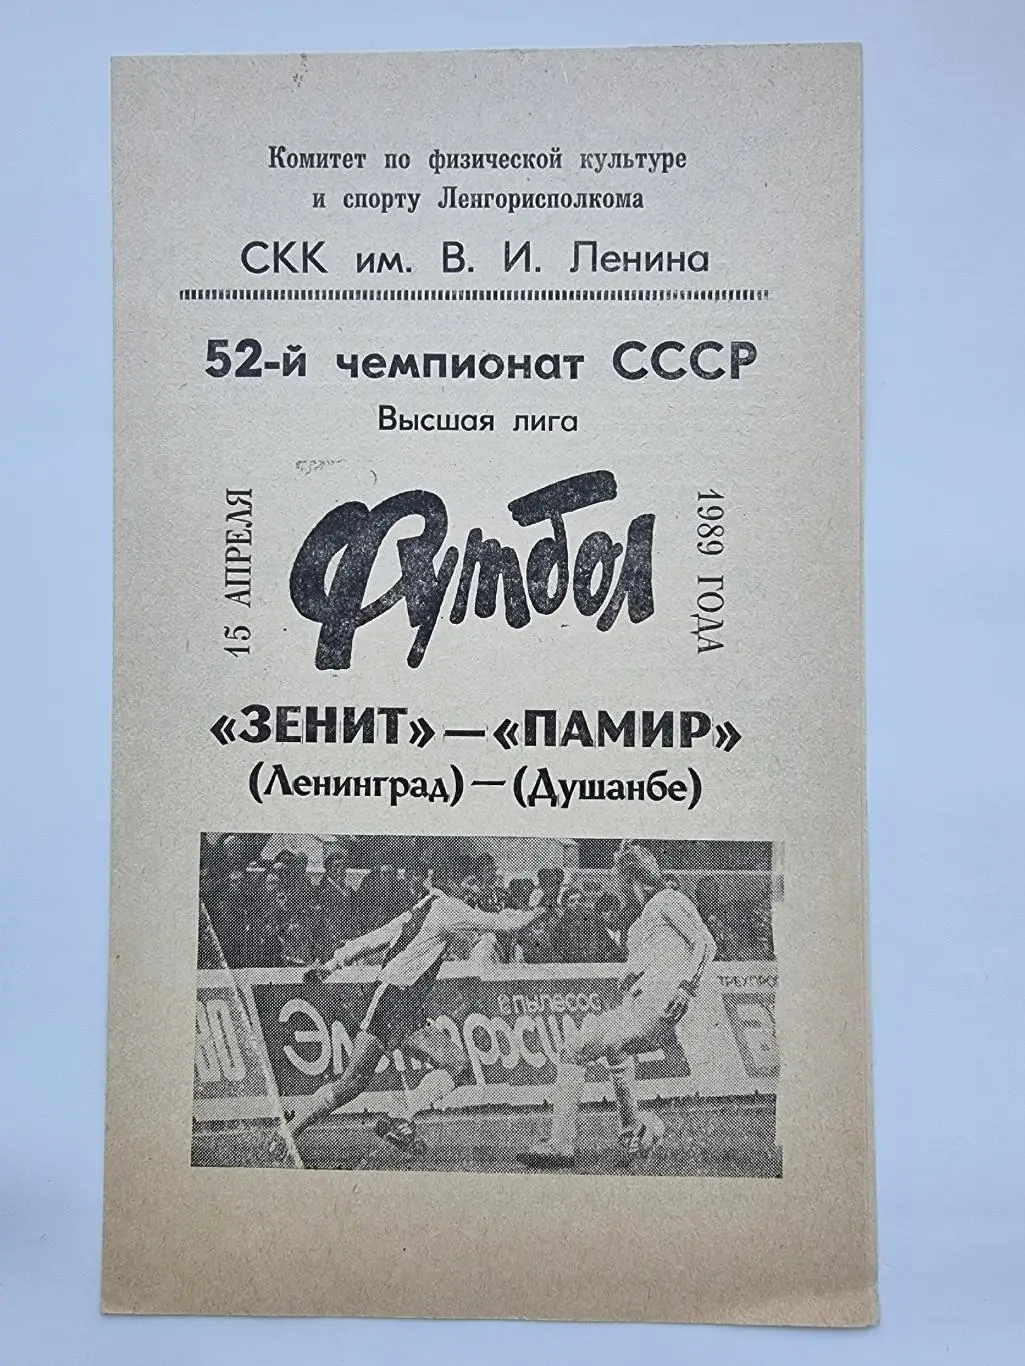 Комитет по физической культуре
и спорту Ленгорисполкома
СКК им. В. И. Ленина
52-й чемпионат СССР
Высшая лига
15 АПРЕЛЯ
Футбол
1989 ГОДА
«ЗЕНИТ» — «ПАМИР»
(Ленинград) — (Душанбе)
ПЫЛЕСОС